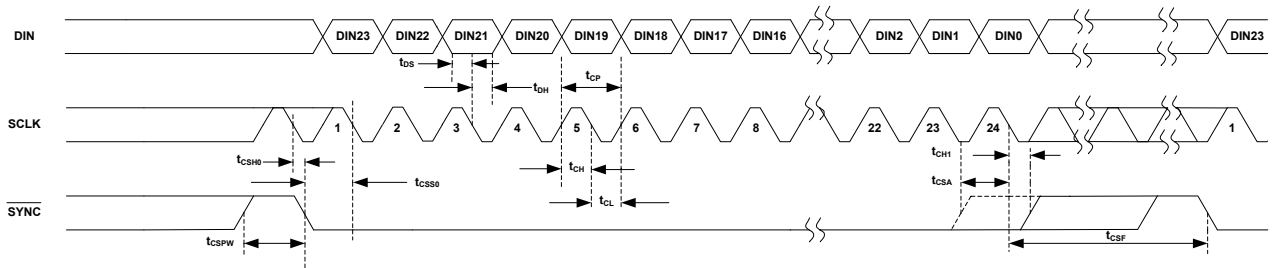 DIN
DIN23 DIN22 DIN21 DIN20 DIN19 DIN18 DIN17 DIN16 DIN2 DIN1 DIN0 DIN23
tDS
tDH
tCP
SCLK
1 2 3 4 5 6 7 8 22 23 24 1
tCSH0
tCSS0
tCH
tCL
tCH1
tCSA
SYNC
tCSPW
tCSF